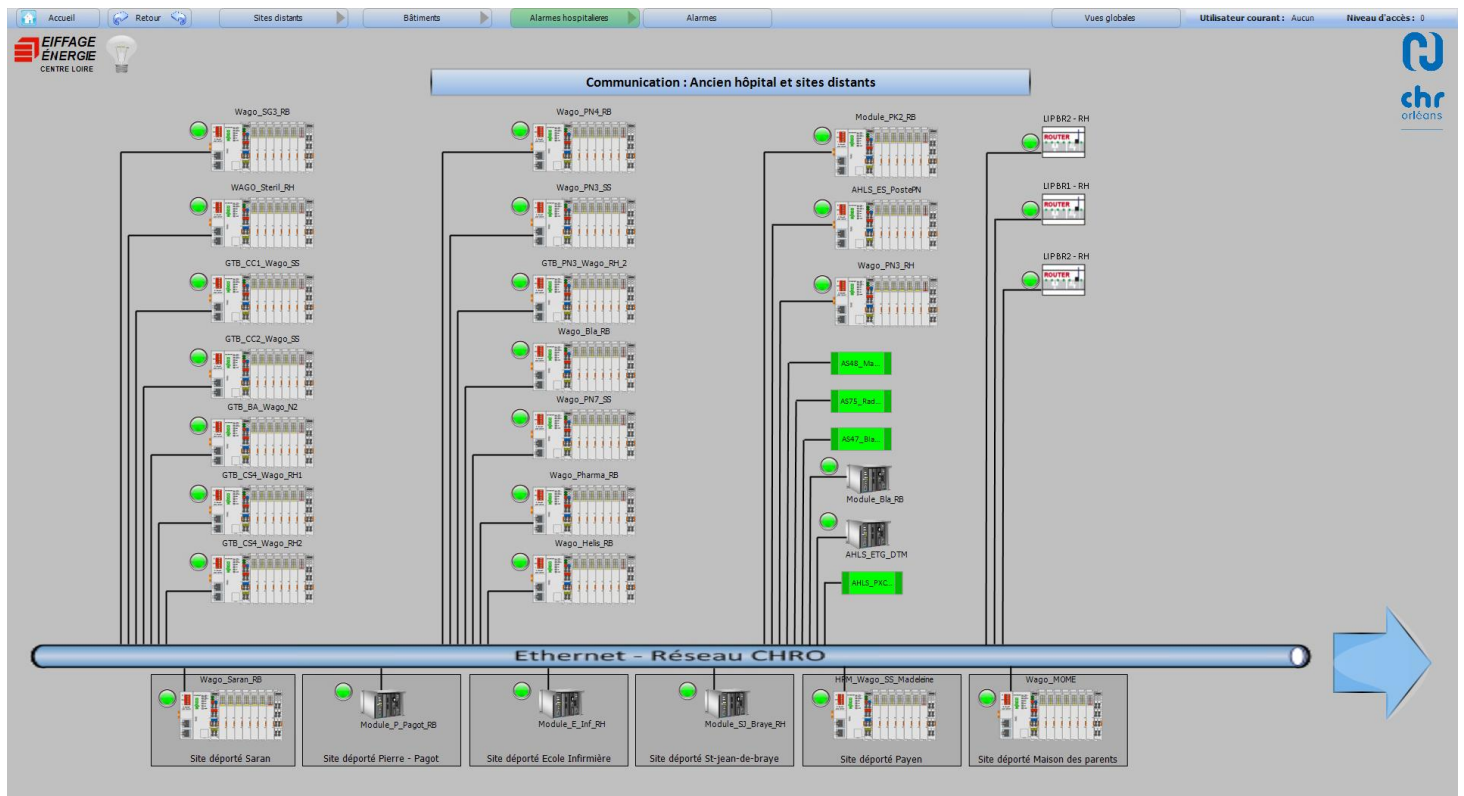 Accueil
Retour
Sites distants
Bâtiments
Alarmes hospitalieres
Alarmes
Vues globales
Utilisateur courant : Aucun
Niveau d'accès : 0
EIFFAGE
ÉNERGIE
CENTRE LOIRE
chr
orléans
Communication : Ancien hôpital et sites distants
Wago_SG3_RB
WAGO_Steril_RH
GTB_CC1_Wago_SS
GTB_CC2_Wago_SS
GTB_BA_Wago_N2
GTB_CS4_Wago_RH1
GTB_CS4_Wago_RH2
Wago_PN4_RB
Wago_PN3_SS
GTB_PN3_Wago_RH_2
Wago_Bla_RB
Wago_PN7_SS
Wago_Pharma_RB
Wago_Helis_RB
Module_PK2_RB
AHLS_ES_PostePN
Wago_PN3_RH
AS48_Ma...
AS75_Rad...
AS47_Bla...
Module_Bla_RB
AHLS_ETG_DTM
AHLS_PXC...
LIPBR2 - RH
ROUTER
LIPBR1 - RH
ROUTER
LIPBR2 - RH
ROUTER
Ethernet - Réseau CHRO
Wago_Saran_RB
Site déporté Saran
Module_P_Pagot_RB
Site déporté Pierre - Pagot
Module_E_Inf_RH
Site déporté Ecole Infirmière
Module_SJ_Braye_RH
Site déporté St-jean-de-braye
HPM_Wago_SS_Madeleine
Site déporté Payen
Wago_MOME
Site déporté Maison des parents